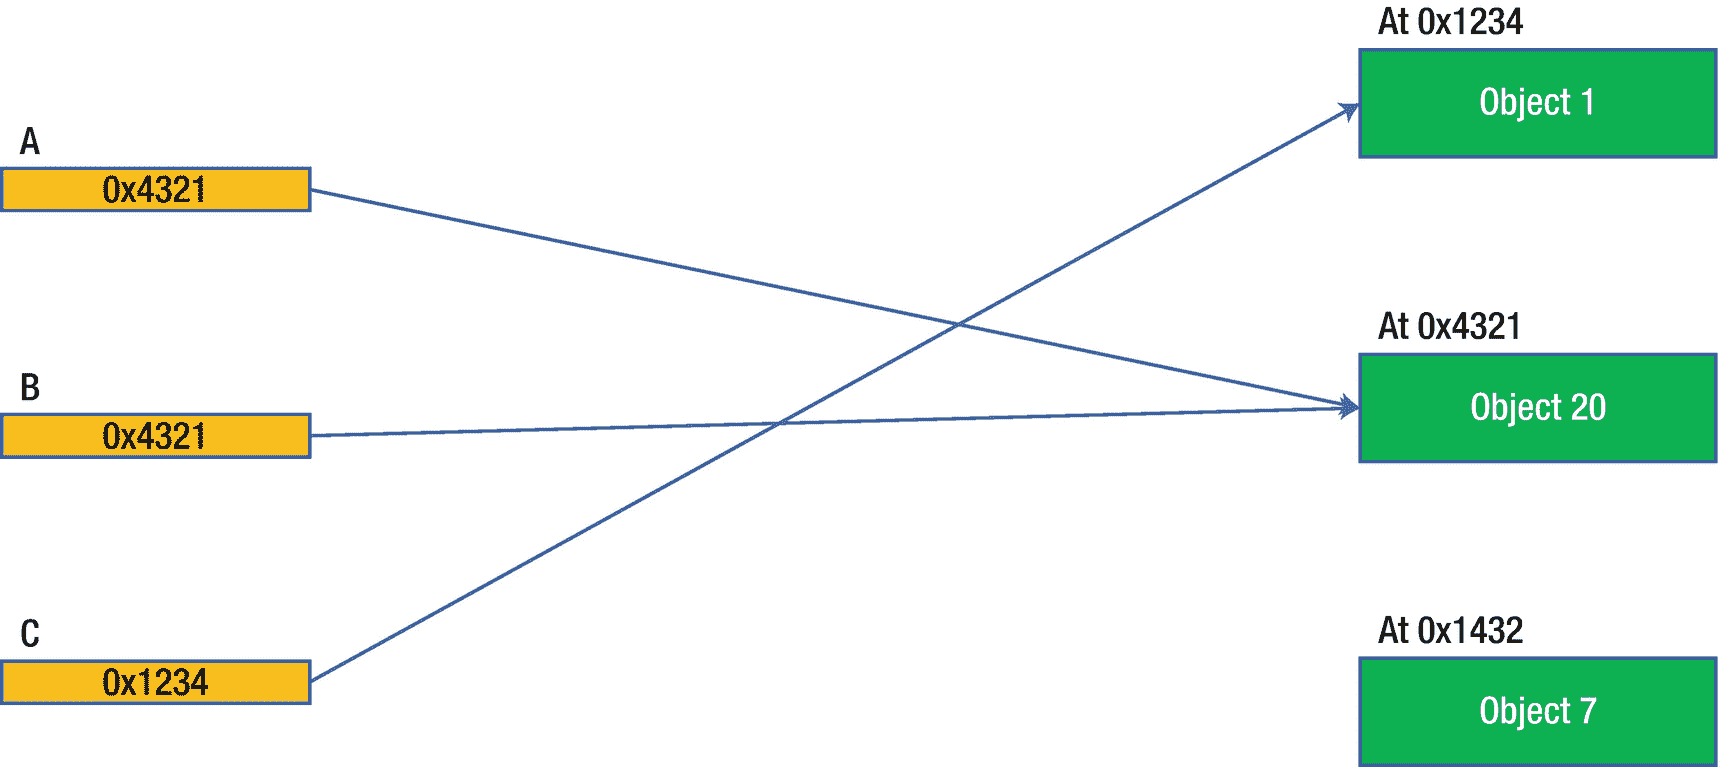 At 0x1234
Object 1
A
0x4321
At 0x4321
Object 20
B
0x4321
C
0x1234
At 0x1432
Object 7